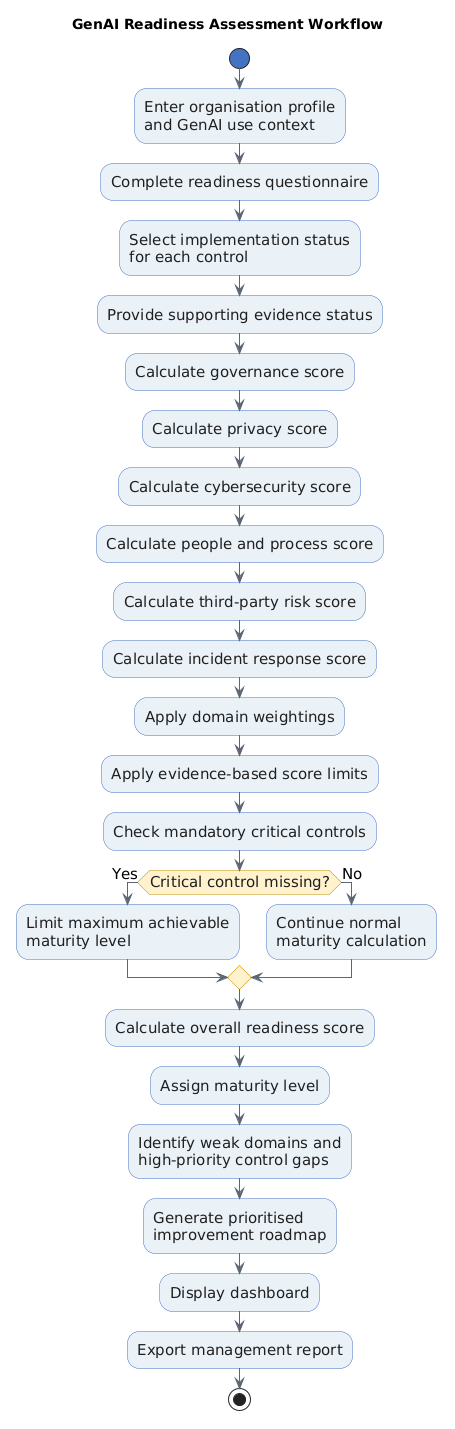 GenAI Readiness Assessment Workflow
Enter organisation profile
and GenAI use context
Complete readiness questionnaire
Select implementation status
for each control
Provide supporting evidence status
Calculate governance score
Calculate privacy score
Calculate cybersecurity score
Calculate people and process score
Calculate third-party risk score
Calculate incident response score
Apply domain weightings
Apply evidence-based score limits
Check mandatory critical controls
Critical control missing?
Yes
No
Limit maximum achievable
maturity level
Continue normal
maturity calculation
Calculate overall readiness score
Assign maturity level
Identify weak domains and
high-priority control gaps
Generate prioritised
improvement roadmap
Display dashboard
Export management report